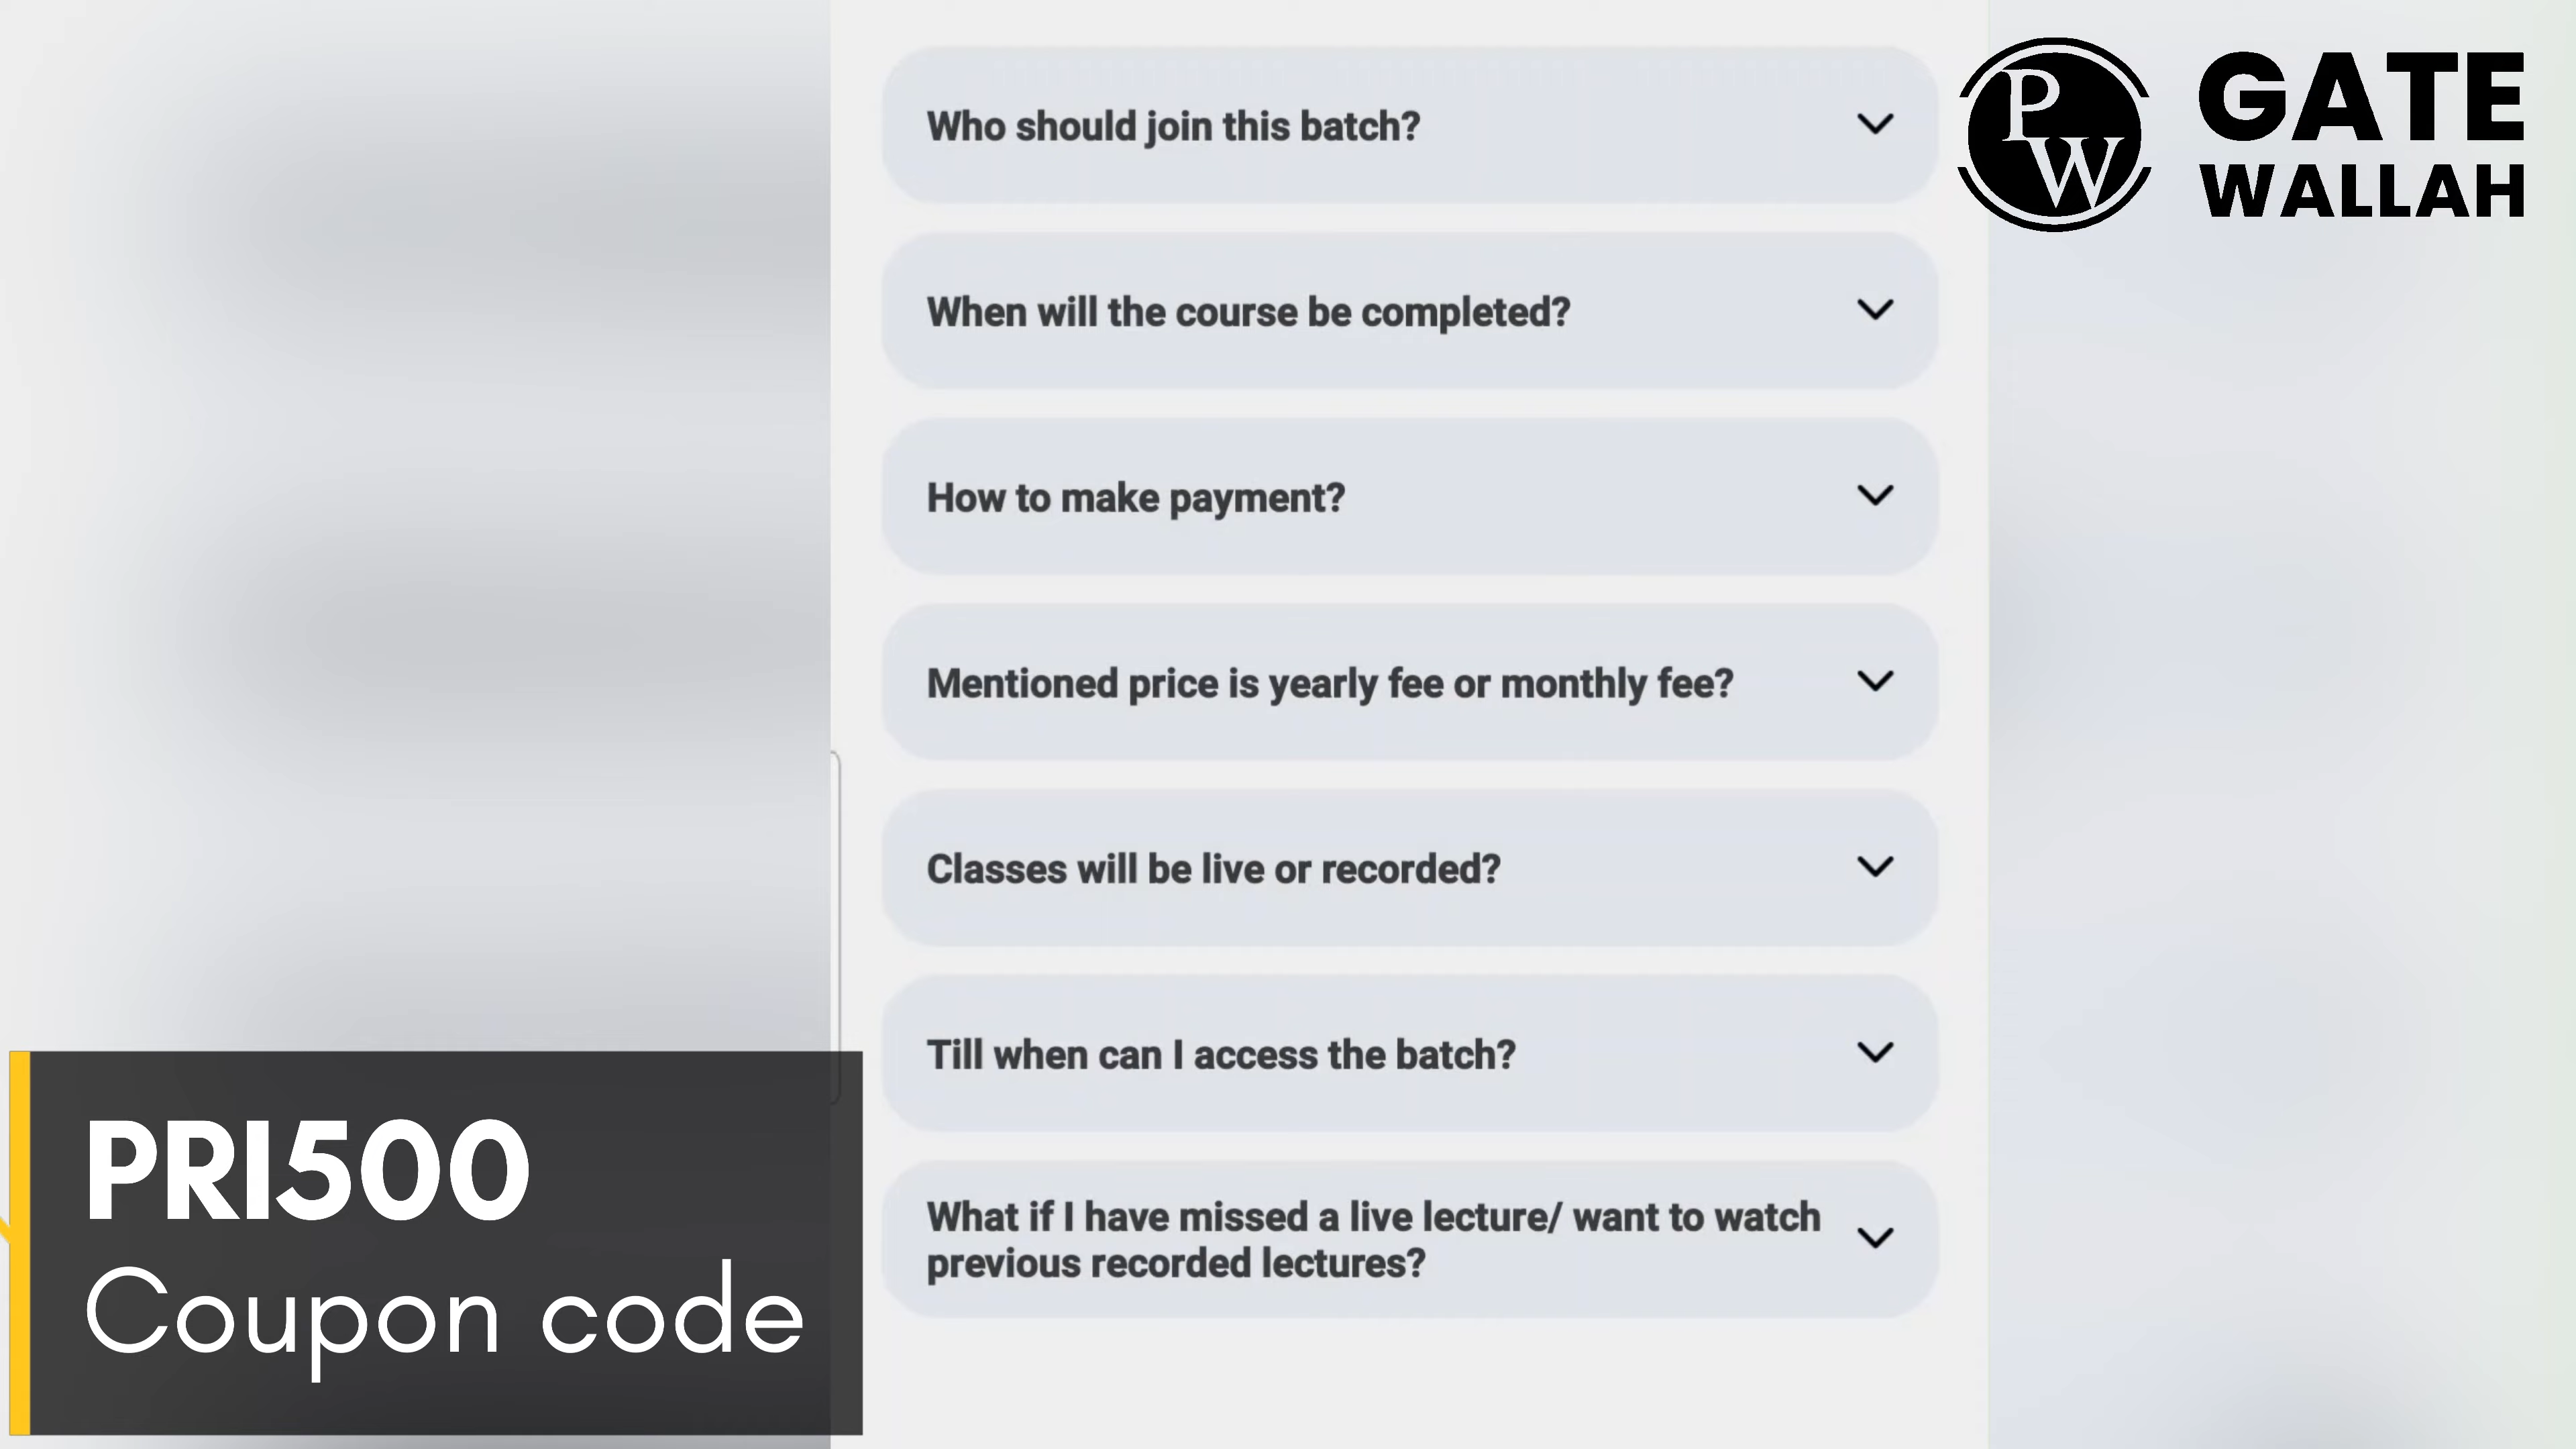 Who should join this batch?
When will the course be completed?
How to make payment?
Mentioned price is yearly fee or monthly fee?
Classes will be live or recorded?
Till when can I access the batch?
What if I have missed a live lecture/ want to watch
previous recorded lectures?
PW
GATE
WALLAH
PRI500
Coupon code